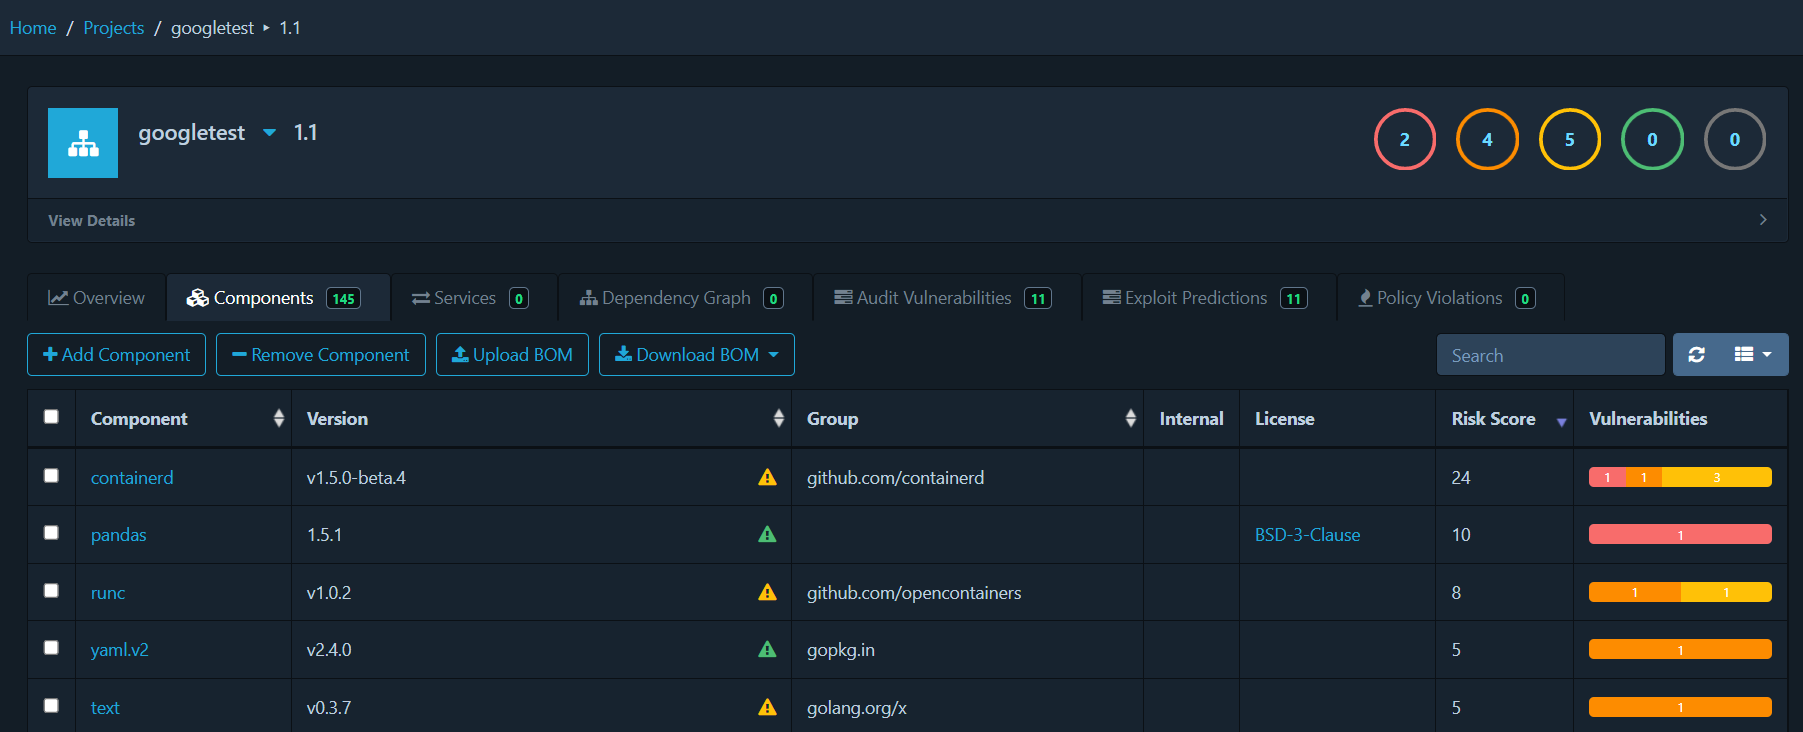 Home / Projects / googletest ▸ 1.1
googletest 1.1
2 4 5 0 0
View Details
Overview Components 145 Services 0 Dependency Graph 0 Audit Vulnerabilities 11 Exploit Predictions 11 Policy Violations 0
Add Component Remove Component Upload BOM Download BOM Search
Component Version Group Internal License Risk Score Vulnerabilities
containerd v1.5.0-beta.4 github.com/containerd 24 1 1 3
pandas 1.5.1 BSD-3-Clause 10 1
runc v1.0.2 github.com/opencontainers 8 1 1
yaml.v2 v2.4.0 gopkg.in 5 1
text v0.3.7 golang.org/x 5 1